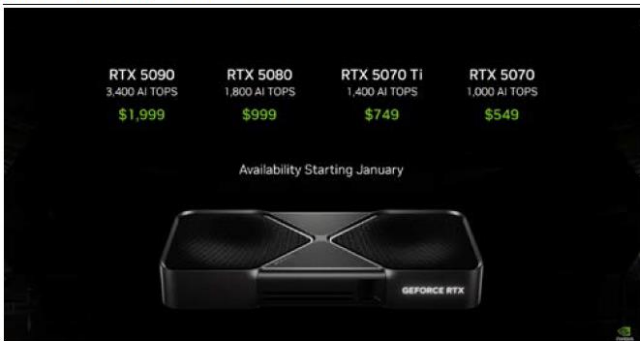 RTX 5090
3,400 AI TOPS
$1,999
RTX 5080
1,800 AI TOPS
$999
RTX 5070 Ti
1,400 AI TOPS
$749
RTX 5070
1,000 AI TOPS
$549
Availability Starting January
GEFORCE RTX